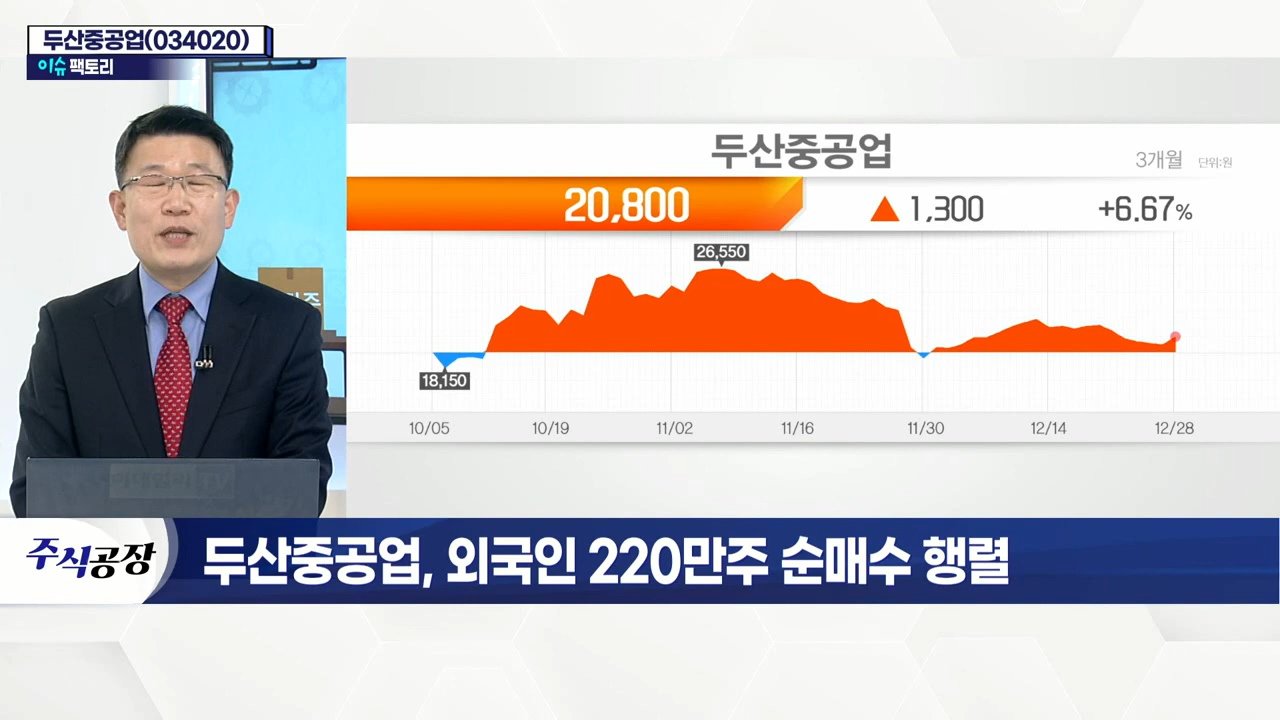 두산중공업(034020)
이슈 팩토리
두산중공업
3개월 단위:원
20,800
▲ 1,300
+6.67%
26,550
18,150
10/05 10/19 11/02 11/16 11/30 12/14 12/28
주식공장
두산중공업, 외국인 220만주 순매수 행렬